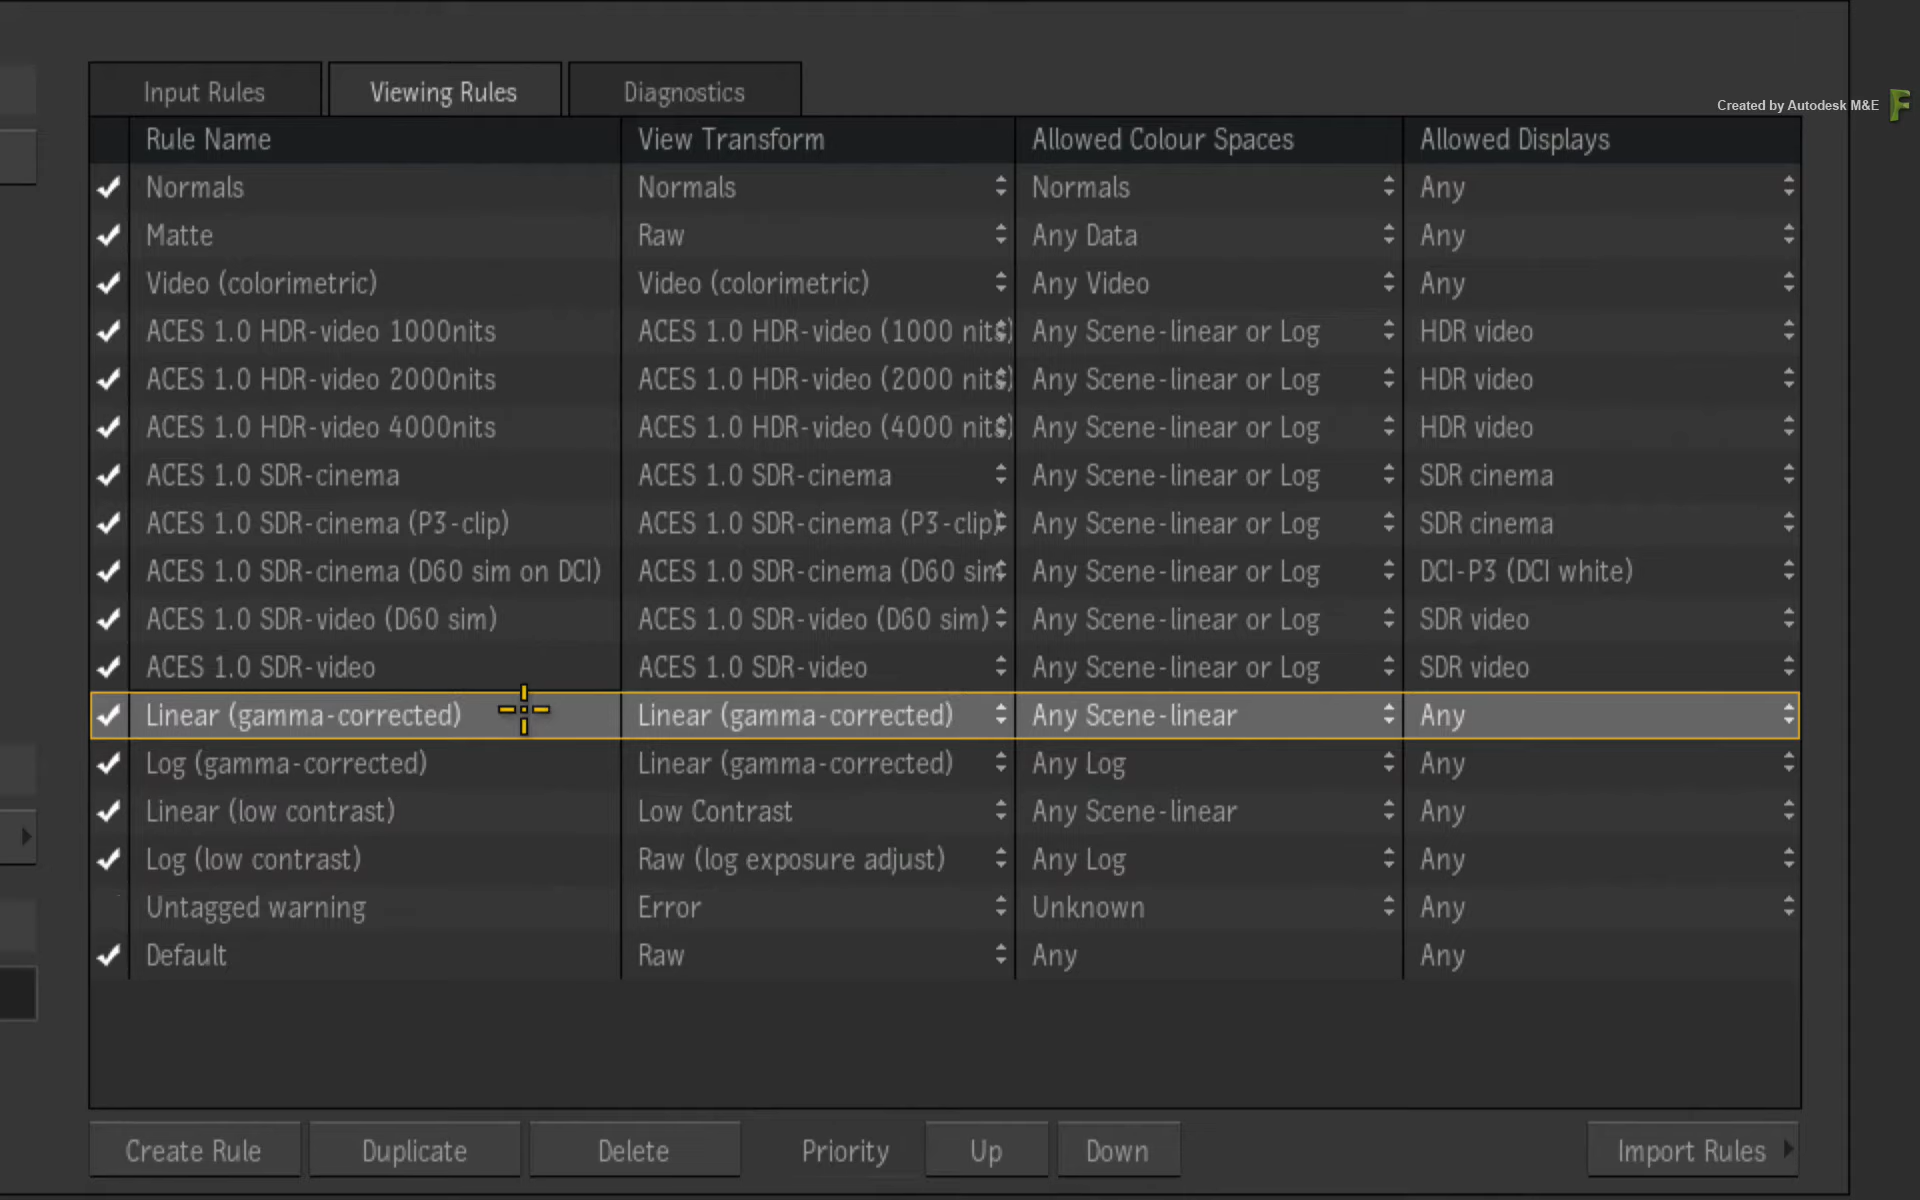 Input Rules Viewing Rules Diagnostics
Created by Autodesk M&E
Rule Name View Transform Allowed Colour Spaces Allowed Displays
Normals Normals Normals Any
Matte Raw Any Data Any
Video (colorimetric) Video (colorimetric) Any Video Any
ACES 1.0 HDR-video 1000nits ACES 1.0 HDR-video (1000 nits) Any Scene-linear or Log HDR video
ACES 1.0 HDR-video 2000nits ACES 1.0 HDR-video (2000 nits) Any Scene-linear or Log HDR video
ACES 1.0 HDR-video 4000nits ACES 1.0 HDR-video (4000 nits) Any Scene-linear or Log HDR video
ACES 1.0 SDR-cinema ACES 1.0 SDR-cinema Any Scene-linear or Log SDR cinema
ACES 1.0 SDR-cinema (P3-clip) ACES 1.0 SDR-cinema (P3-clip) Any Scene-linear or Log SDR cinema
ACES 1.0 SDR-cinema (D60 sim on DCI) ACES 1.0 SDR-cinema (D60 sim Any Scene-linear or Log DCI-P3 (DCI white)
ACES 1.0 SDR-video (D60 sim) ACES 1.0 SDR-video (D60 sim) Any Scene-linear or Log SDR video
ACES 1.0 SDR-video ACES 1.0 SDR-video Any Scene-linear or Log SDR video
Linear (gamma-corrected) Linear (gamma-corrected) Any Scene-linear Any
Log (gamma-corrected) Linear (gamma-corrected) Any Log Any
Linear (low contrast) Low Contrast Any Scene-linear Any
Log (low contrast) Raw (log exposure adjust) Any Log Any
Untagged warning Error Unknown Any
Default Raw Any Any
Create Rule Duplicate Delete Priority Up Down Import Rules